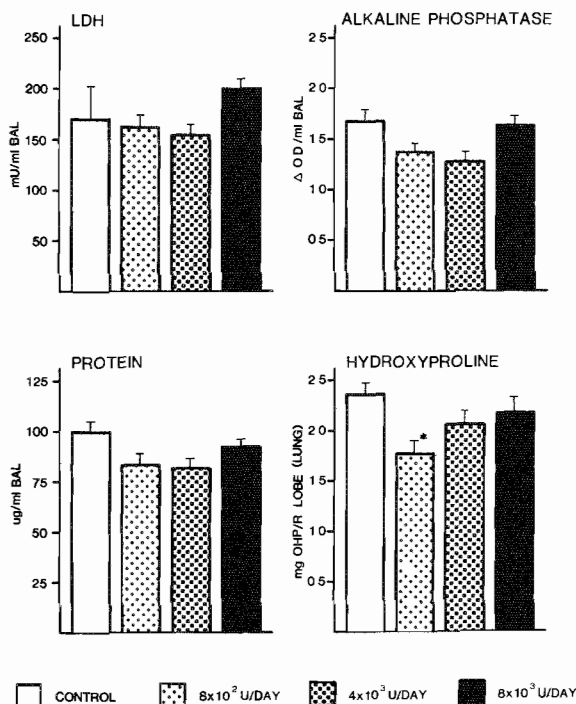 LDH
250
200
150
100
50
mU/ml BAL
ALKALINE PHOSPHATASE
2 5
2 0
1.5
1.0
0 5
Δ O D /ml BAL
PROTEIN
125
100
75
50
25
ug/ml BAL
HYDROXYPROLINE
2 5
2.0
1 5
1 0
0 5
mg OHP/R LOBE (LUNG)
*
CONTROL
8x10² U/DAY
4x10³ U/DAY
8x10³ U/DAY